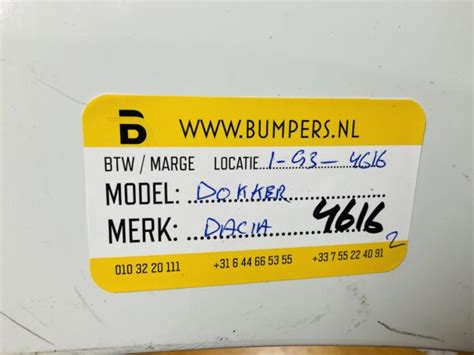 B WWW.BUMPERS.NL
BTW / MARGE LOCATIE 1-G3-4616
MODEL: DOKKER
MERK: DACIA 4616
2
010 32 20 111 +31 6 44 66 53 55 +33 7 55 22 40 91